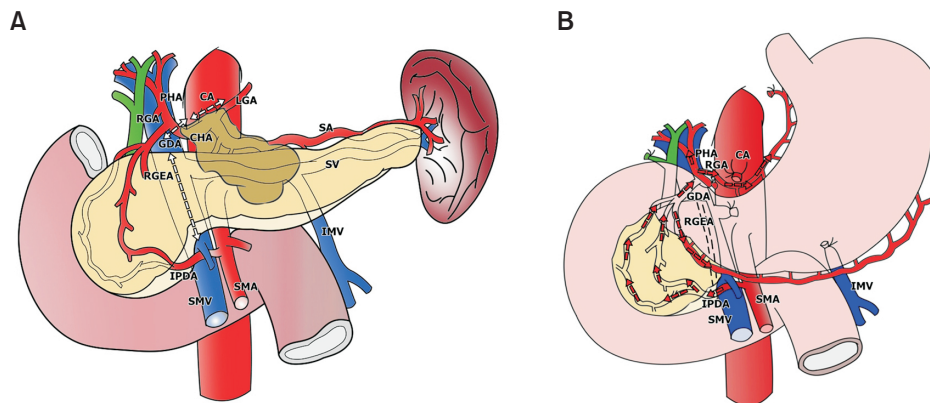 A
PHA
CA
LGA
RGA
GDA
CHA
SA
RGEA
SV
IPDA
SMV
SMA
IMV
B
PHA
RGA
CA
GDA
RGEA
IPDA
SMV
SMA
IMV